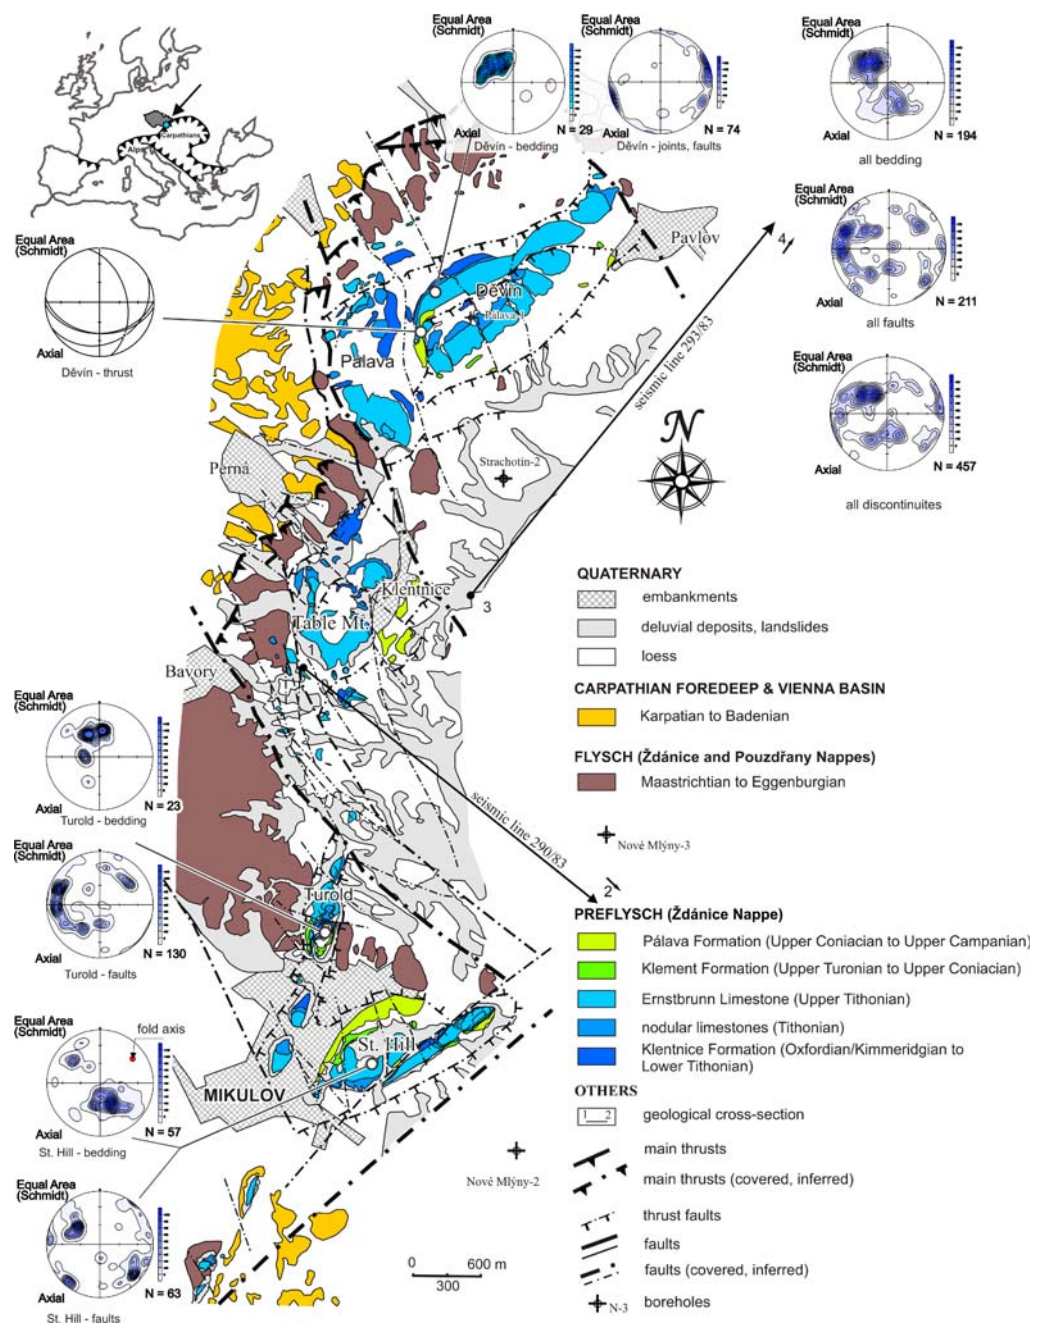 Equal Area
(Schmidt)
Axial
N = 29
Děvín - bedding
Equal Area
(Schmidt)
Axial
N = 74
Děvín - joints, faults
Equal Area
(Schmidt)
Axial
N = 194
all bedding
Equal Area
(Schmidt)
Axial
N = 211
all faults
Equal Area
(Schmidt)
Axial
N = 457
all discontinuites
Carpathians
Alps
Equal Area
(Schmidt)
Axial
Děvín - thrust
Pavlov
Děvín
Palava-1
Palava
seismic line 293/83
4
Perná
Strachotin-2
N
Klentnice
3
Table Mt.
1
Bavory
2
seismic line 290/83
2
Equal Area
(Schmidt)
Axial
N = 23
Turold - bedding
Equal Area
(Schmidt)
Axial
N = 130
Turold - faults
Turold
Equal Area
(Schmidt)
fold axis
Axial
N = 57
St. Hill - bedding
St. Hill
MIKULOV
Nové Mlýny-2
Equal Area
(Schmidt)
Axial
N = 63
St. Hill - faults
0 600 m
300
QUATERNARY
embankments
deluvial deposits, landslides
loess
CARPATHIAN FOREDEEP & VIENNA BASIN
Karpatian to Badenian
FLYSCH (Ždánice and Pouzdřany Nappes)
Maastrichtian to Eggenburgian
Nové Mlýny-3
PREFLYSCH (Ždánice Nappe)
Pálava Formation (Upper Coniacian to Upper Campanian)
Klement Formation (Upper Turonian to Upper Coniacian)
Ernstbrunn Limestone (Upper Tithonian)
nodular limestones (Tithonian)
Klentnice Formation (Oxfordian/Kimmeridgian to
Lower Tithonian)
OTHERS
1 2 geological cross-section
main thrusts
main thrusts (covered, inferred)
thrust faults
faults
faults (covered, inferred)
N-3 boreholes